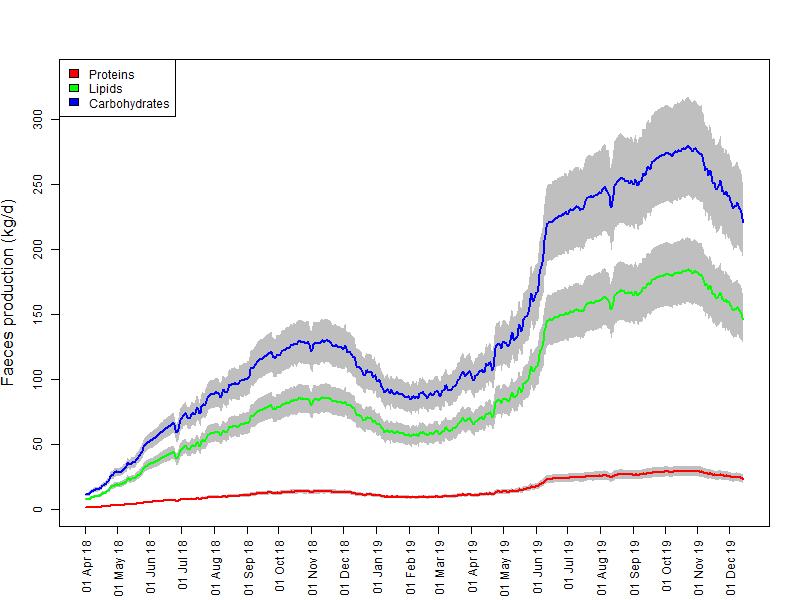 Proteins
Lipids
Carbohydrates
Faeces production (kg/d)
300
250
200
150
100
50
0
01 Apr 18
01 May 18
01 Jun 18
01 Jul 18
01 Aug 18
01 Sep 18
01 Oct 18
01 Nov 18
01 Dec 18
01 Jan 19
01 Feb 19
01 Mar 19
01 Apr 19
01 May 19
01 Jun 19
01 Jul 19
01 Aug 19
01 Sep 19
01 Oct 19
01 Nov 19
01 Dec 19